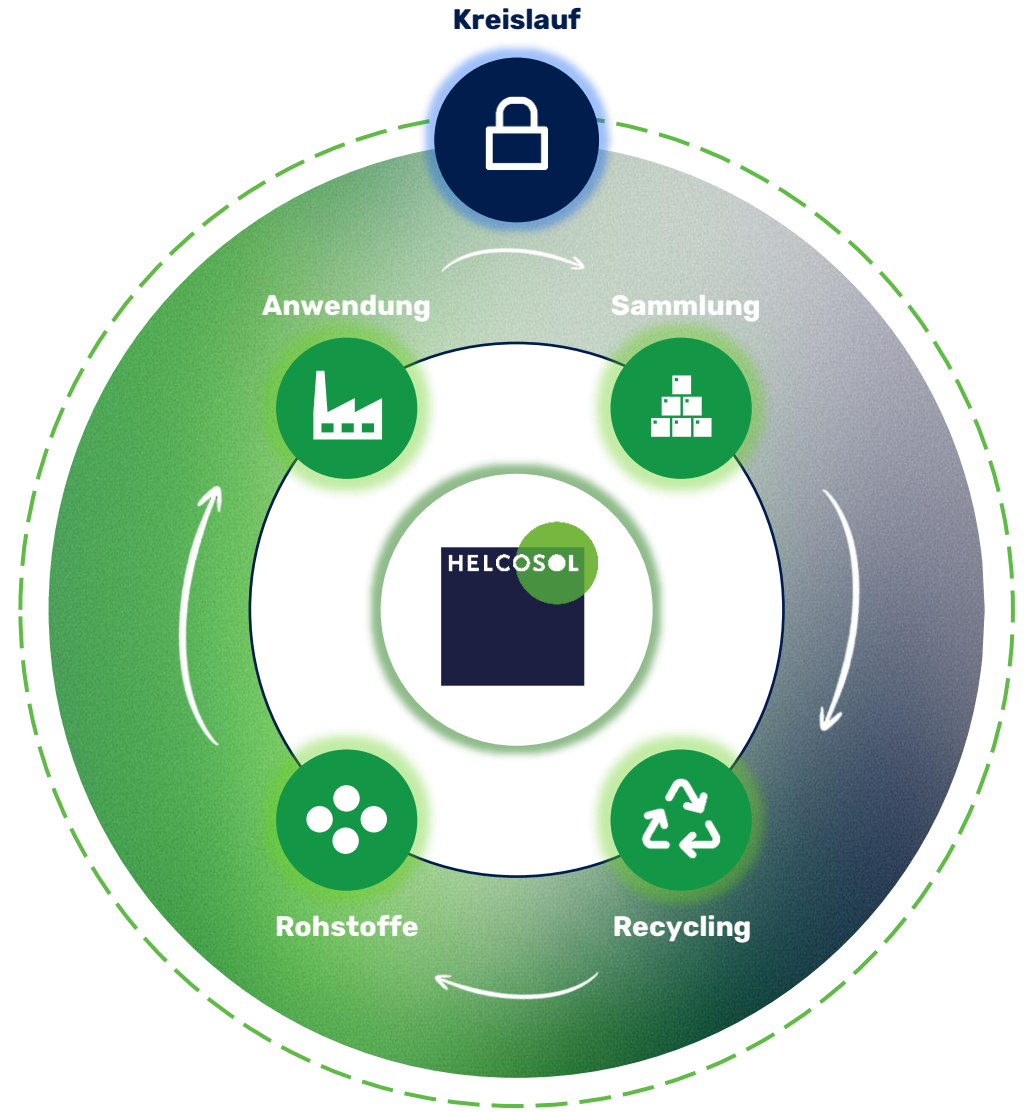 Kreislauf
Anwendung
Sammlung
HELCOSOL
Rohstoffe
Recycling